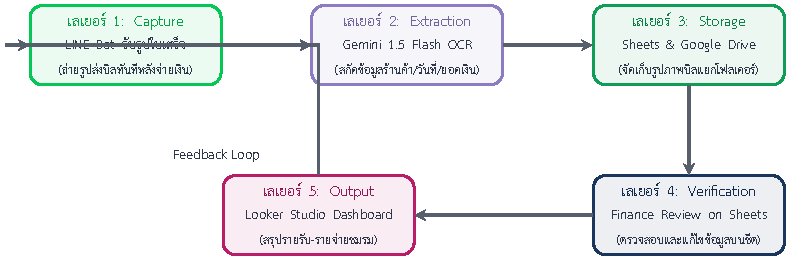 เลเยอร์ 1: Capture
LINE Bot รับรูปใบเสร็จ
(ถ่ายรูปส่งบิลทันทีหลังจ่ายเงิน)
เลเยอร์ 2: Extraction
Gemini 1.5 Flash OCR
(สกัดข้อมูลร้านค้า/วันที่/ยอดเงิน)
เลเยอร์ 3: Storage
Sheets & Google Drive
(จัดเก็บรูปภาพบิลแยกโฟลเดอร์)
Feedback Loop
เลเยอร์ 5: Output
Looker Studio Dashboard
(สรุปรายรับ-รายจ่ายชมรม)
เลเยอร์ 4: Verification
Finance Review on Sheets
(ตรวจสอบและแก้ไขข้อมูลบนชีต)